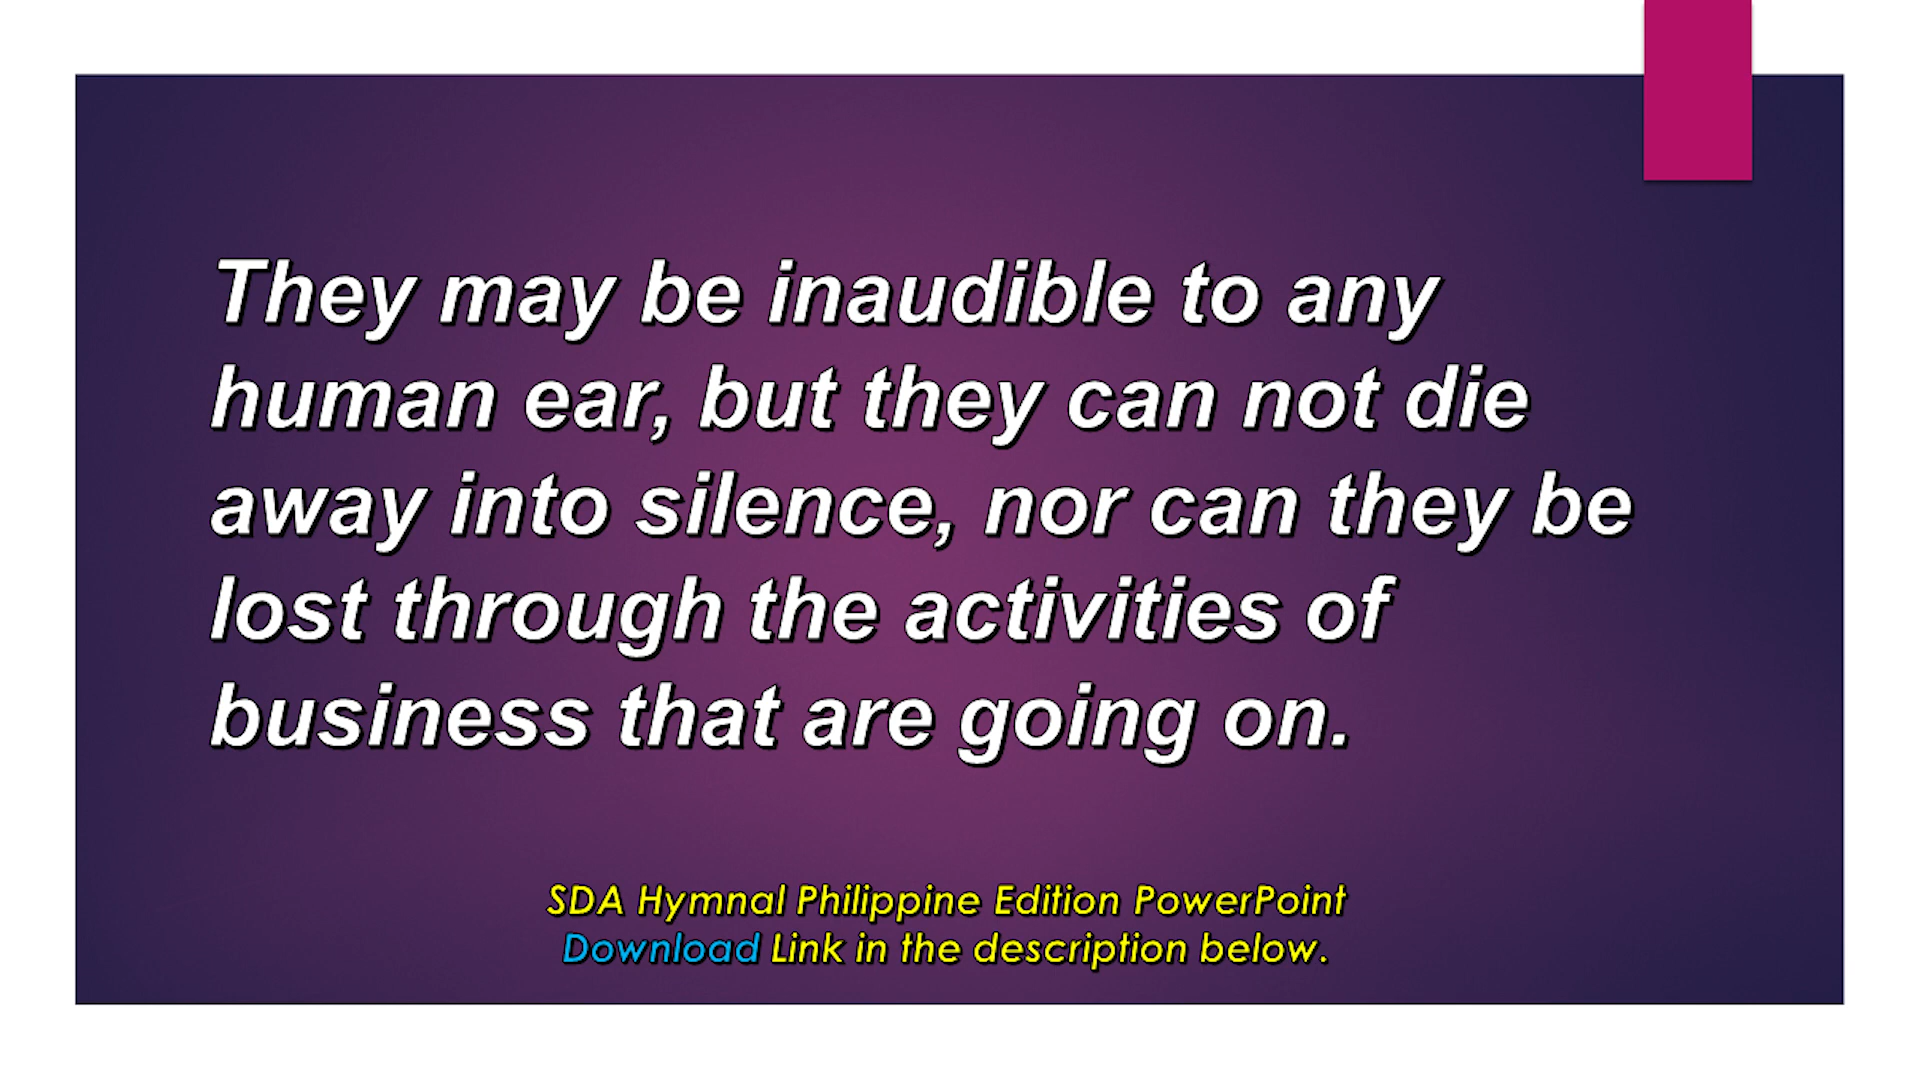 They may be inaudible to any
human ear, but they can not die
away into silence, nor can they be
lost through the activities of
business that are going on.
SDA Hymnal Philippine Edition PowerPoint
Download Link in the description below.